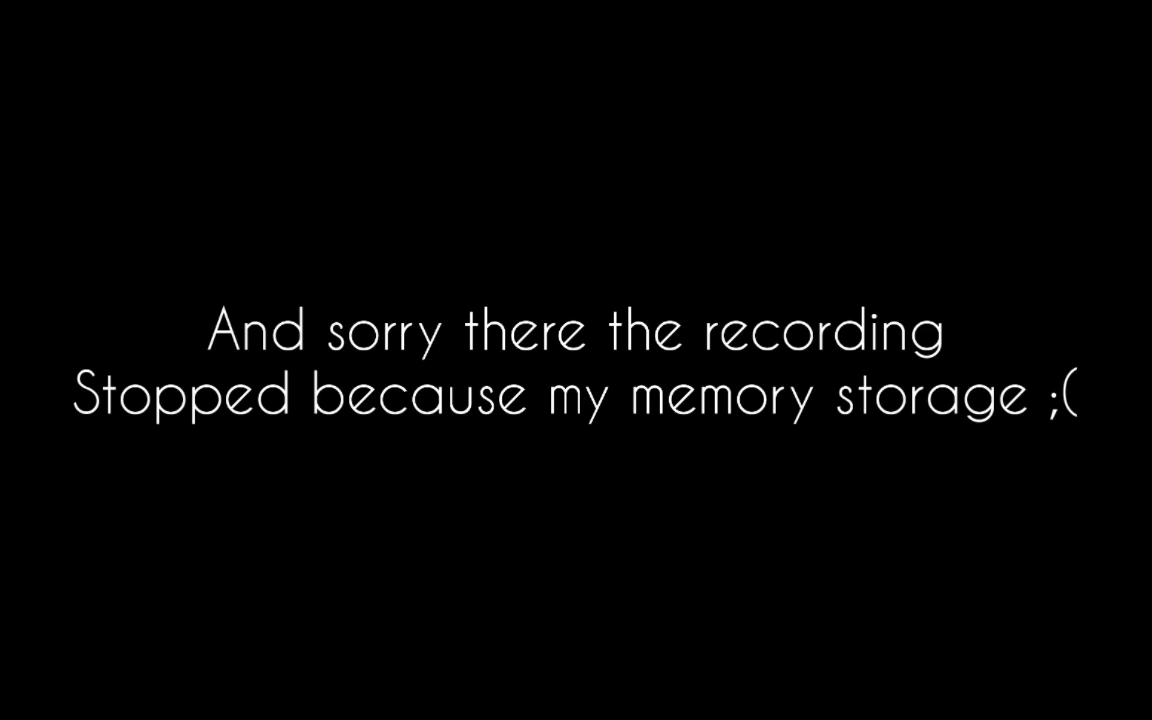 And sorry there the recording
Stopped because my memory storage ;(